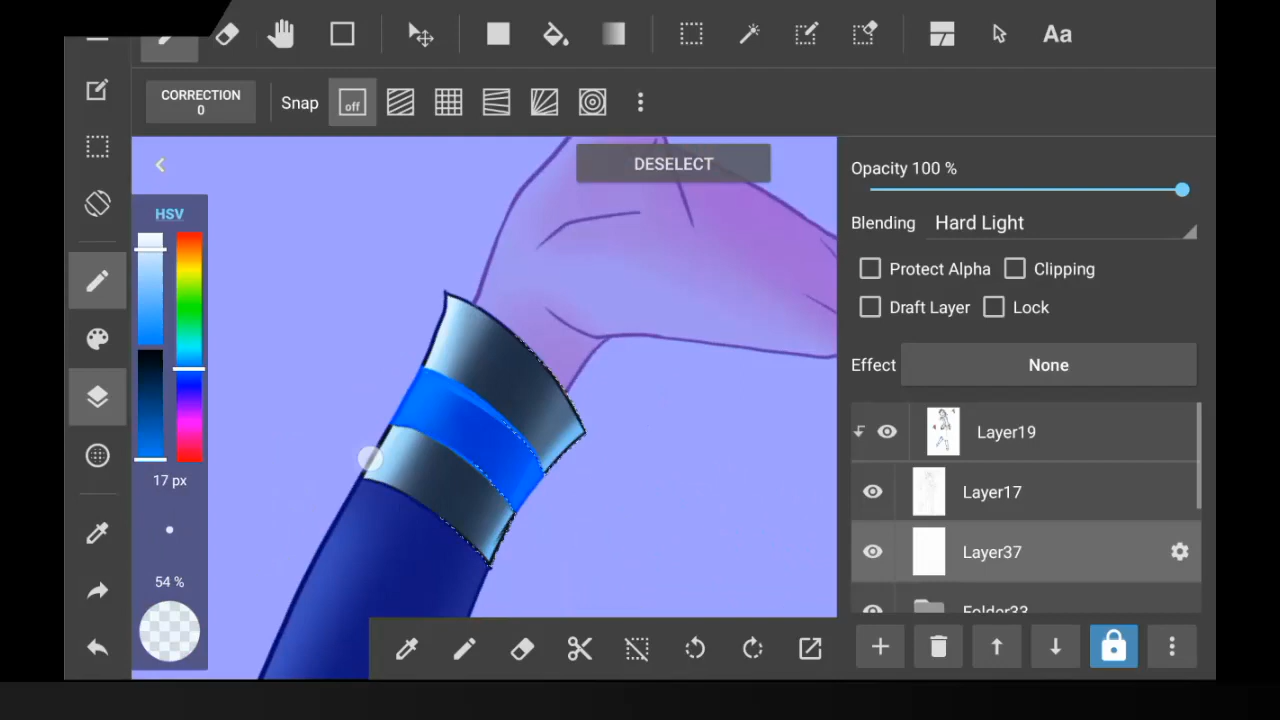 Aa
CORRECTION
0
Snap
off
DESELECT
HSV
17 px
54 %
Opacity 100 %
Blending
Hard Light
Protect Alpha
Clipping
Draft Layer
Lock
Effect
None
Layer19
Layer17
Layer37
Folder33